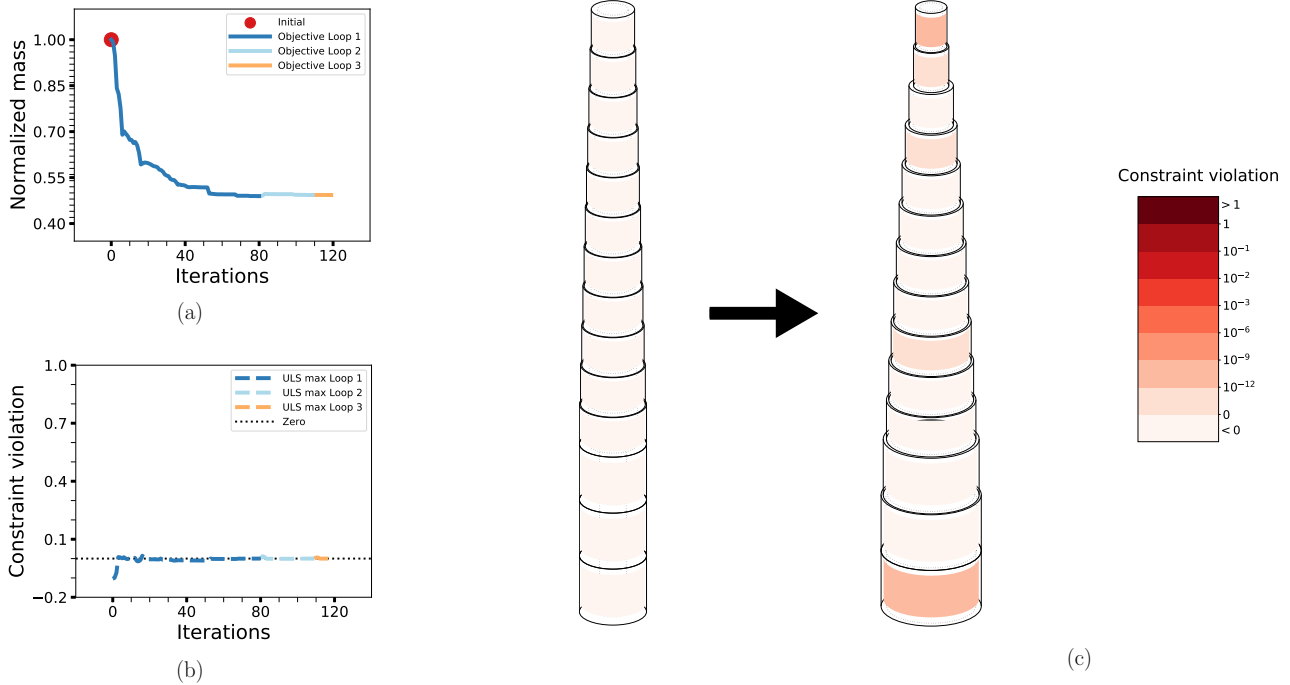 Normalized mass
1.00
0.85
0.70
0.55
0.40
Initial
Objective Loop 1
Objective Loop 2
Objective Loop 3
0 40 80 120
Iterations
(a)
Constraint violation
1.0
0.7
0.4
0.1
−0.2
ULS max Loop 1
ULS max Loop 2
ULS max Loop 3
Zero
0 40 80 120
Iterations
(b)
Constraint violation
> 1
1
10⁻¹
10⁻²
10⁻³
10⁻⁶
10⁻⁹
10⁻¹²
0
< 0
(c)